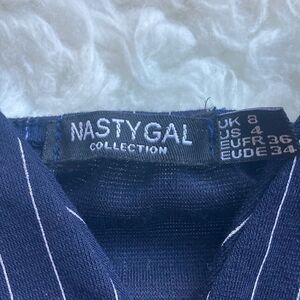 NASTYGAL
COLLECTION
UK 8
US 4
EUFR 36
EUDE 34